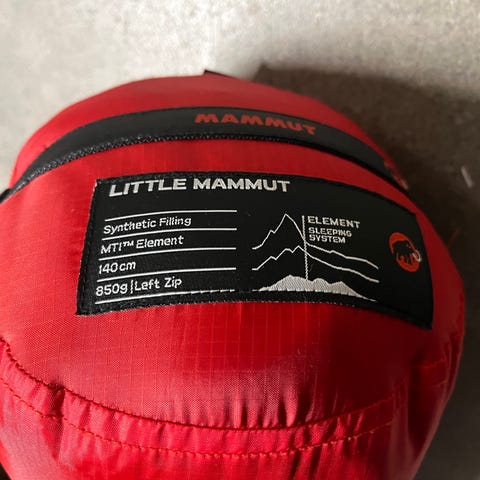 MAMMUT
LITTLE MAMMUT
Synthetic Filling
MTI™ Element
140cm
850g|Left Zip
ELEMENT
SLEEPING
SYSTEM